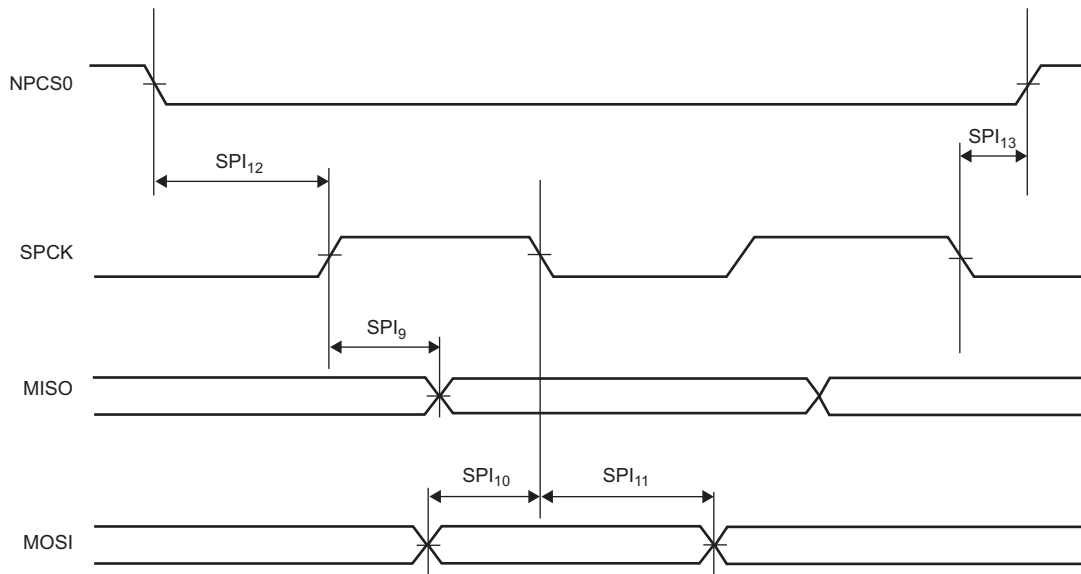 NPCS0
SPI₁₃
SPI₁₂
SPCK
SPI₉
MISO
SPI₁₀ SPI₁₁
MOSI